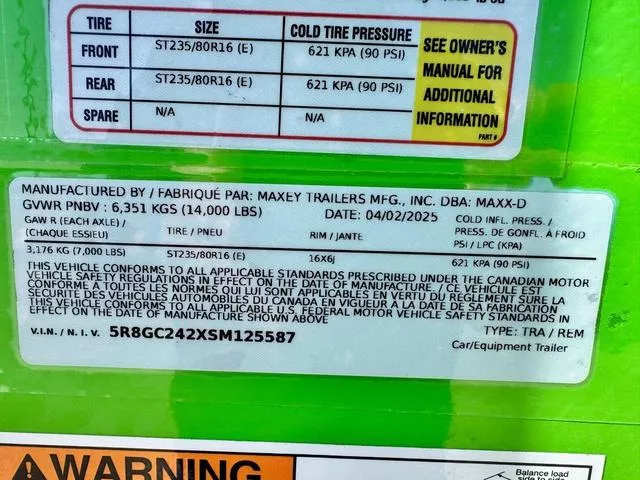 TIRE SIZE COLD TIRE PRESSURE
FRONT ST235/80R16 (E) 621 KPA (90 PSI)
REAR ST235/80R16 (E) 621 KPA (90 PSI)
SPARE N/A N/A
SEE OWNER'S
MANUAL FOR
ADDITIONAL
INFORMATION
PART #
MANUFACTURED BY / FABRIQUÉ PAR: MAXEY TRAILERS MFG., INC. DBA: MAXX-D
GVWR PNBV : 6,351 KGS (14,000 LBS) DATE: 04/02/2025
GAW R (EACH AXLE) /
(CHAQUE ESSIEU) TIRE / PNEU RIM / JANTE
COLD INFL. PRESS. /
PRESS. DE GONFL. À FROID
PSI / LPC (KPA)
3,176 KG (7,000 LBS) ST235/80R16 (E) 16X6J 621 KPA (90 PSI)
THIS VEHICLE CONFORMS TO ALL APPLICABLE STANDARDS PRESCRIBED UNDER THE CANADIAN MOTOR
VEHICLE SAFETY REGULATIONS IN EFFECT ON THE DATE OF MANUFACTURE. / CE VÉHICULE EST
CONFORME À TOUTES LES NORMES QUI LUI SONT APPLICABLES EN VERTU DU RÈGLEMENT SUR LA
SÉCURITÉ DES VÉHICULES AUTOMOBILES DU CANADA EN VIGUEUR À LA DATE DE SA FABRICATION
THIS VEHICLE CONFORMS TO ALL APPLICABLE U.S. FEDERAL MOTOR VEHICLE SAFETY STANDARDS IN
EFFECT ON THE DATE OF MANUFACTURE SHOWN ABOVE
V.I.N. / N. I. V. 5R8GC242XSM125587 TYPE: TRA / REM
Car/Equipment Trailer
WARNING
Balance load
side to side